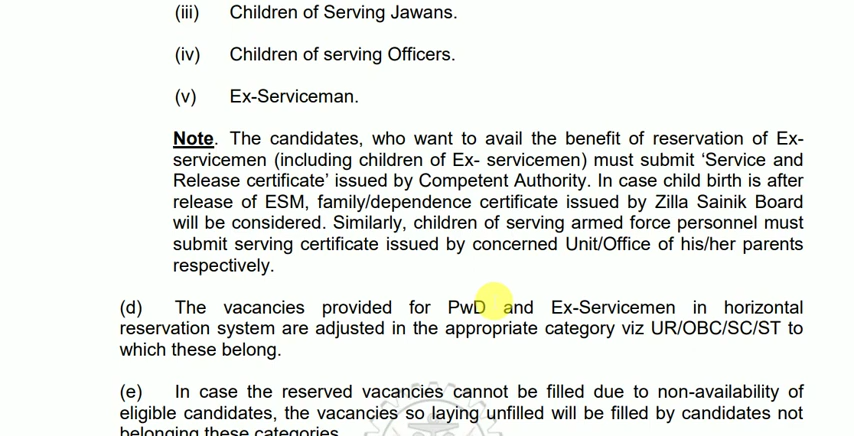 (iii) Children of Serving Jawans.
(iv) Children of serving Officers.
(v) Ex-Serviceman.
Note. The candidates, who want to avail the benefit of reservation of Ex-
servicemen (including children of Ex- servicemen) must submit ‘Service and
Release certificate’ issued by Competent Authority. In case child birth is after
release of ESM, family/dependence certificate issued by Zilla Sainik Board
will be considered. Similarly, children of serving armed force personnel must
submit serving certificate issued by concerned Unit/Office of his/her parents
respectively.
(d) The vacancies provided for PwD and Ex-Servicemen in horizontal
reservation system are adjusted in the appropriate category viz UR/OBC/SC/ST to
which these belong.
(e) In case the reserved vacancies cannot be filled due to non-availability of
eligible candidates, the vacancies so laying unfilled will be filled by candidates not
belonging these categories.